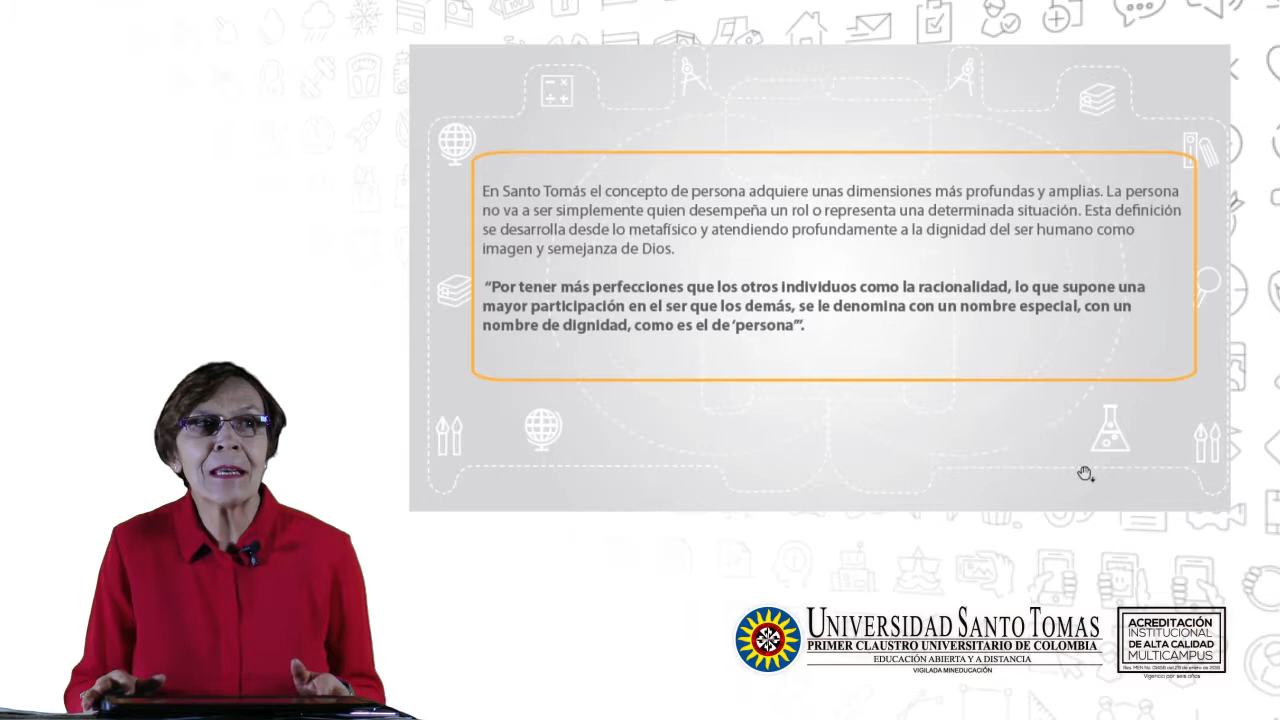 En Santo Tomás el concepto de persona adquiere unas dimensiones más profundas y amplias. La persona
no va a ser simplemente quien desempeña un rol o representa una determinada situación. Esta definición
se desarrolla desde lo metafísico y atendiendo profundamente a la dignidad del ser humano como
imagen y semejanza de Dios.
“Por tener más perfecciones que los otros individuos como la racionalidad, lo que supone una
mayor participación en el ser que los demás, se le denomina con un nombre especial, con un
nombre de dignidad, como es el de ‘persona’”.
UNIVERSIDAD SANTO TOMAS
PRIMER CLAUSTRO UNIVERSITARIO DE COLOMBIA
EDUCACIÓN ABIERTA Y A DISTANCIA
VIGILADA MINEDUCACIÓN
ACREDITACIÓN
INSTITUCIONAL
DE ALTA CALIDAD
MULTICAMPUS
Vigencia por seis años